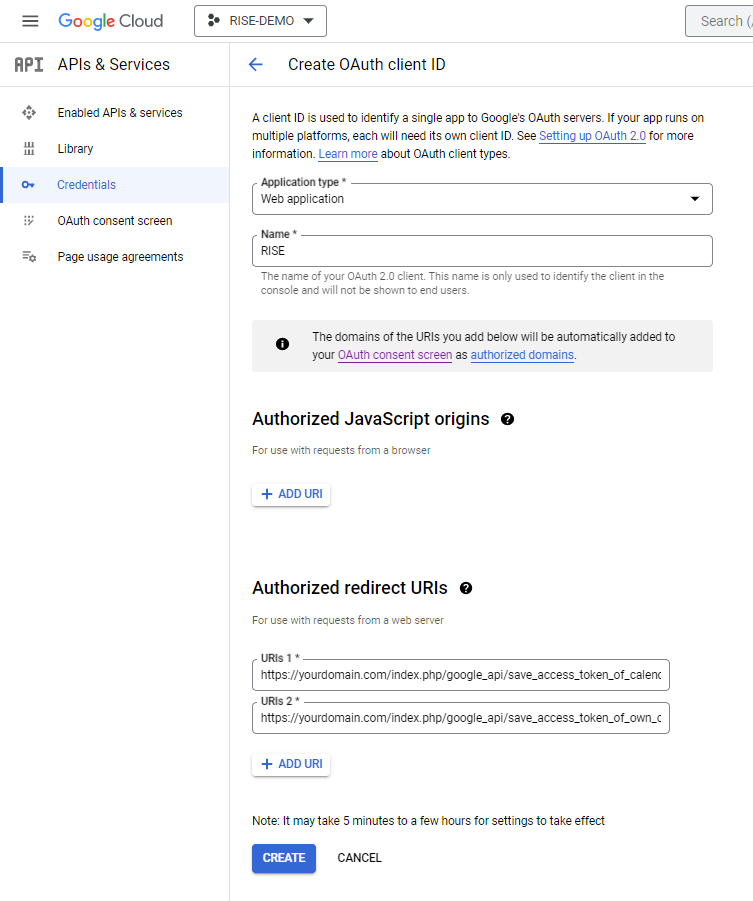 Google Cloud
RISE-DEMO
Search (/
API
APIs & Services
Create OAuth client ID
Enabled APIs & services
Library
Credentials
OAuth consent screen
Page usage agreements
A client ID is used to identify a single app to Google's OAuth servers. If your app runs on
multiple platforms, each will need its own client ID. See Setting up OAuth 2.0 for more
information. Learn more about OAuth client types.
Application type *
Web application
Name *
RISE
The name of your OAuth 2.0 client. This name is only used to identify the client in the
console and will not be shown to end users.
The domains of the URIs you add below will be automatically added to
your OAuth consent screen as authorized domains.
Authorized JavaScript origins
For use with requests from a browser
+ ADD URI
Authorized redirect URIs
For use with requests from a web server
URIs 1 *
https://yourdomain.com/index.php/google_api/save_access_token_of_calend
URIs 2 *
https://yourdomain.com/index.php/google_api/save_access_token_of_own_c
+ ADD URI
Note: It may take 5 minutes to a few hours for settings to take effect
CREATE
CANCEL